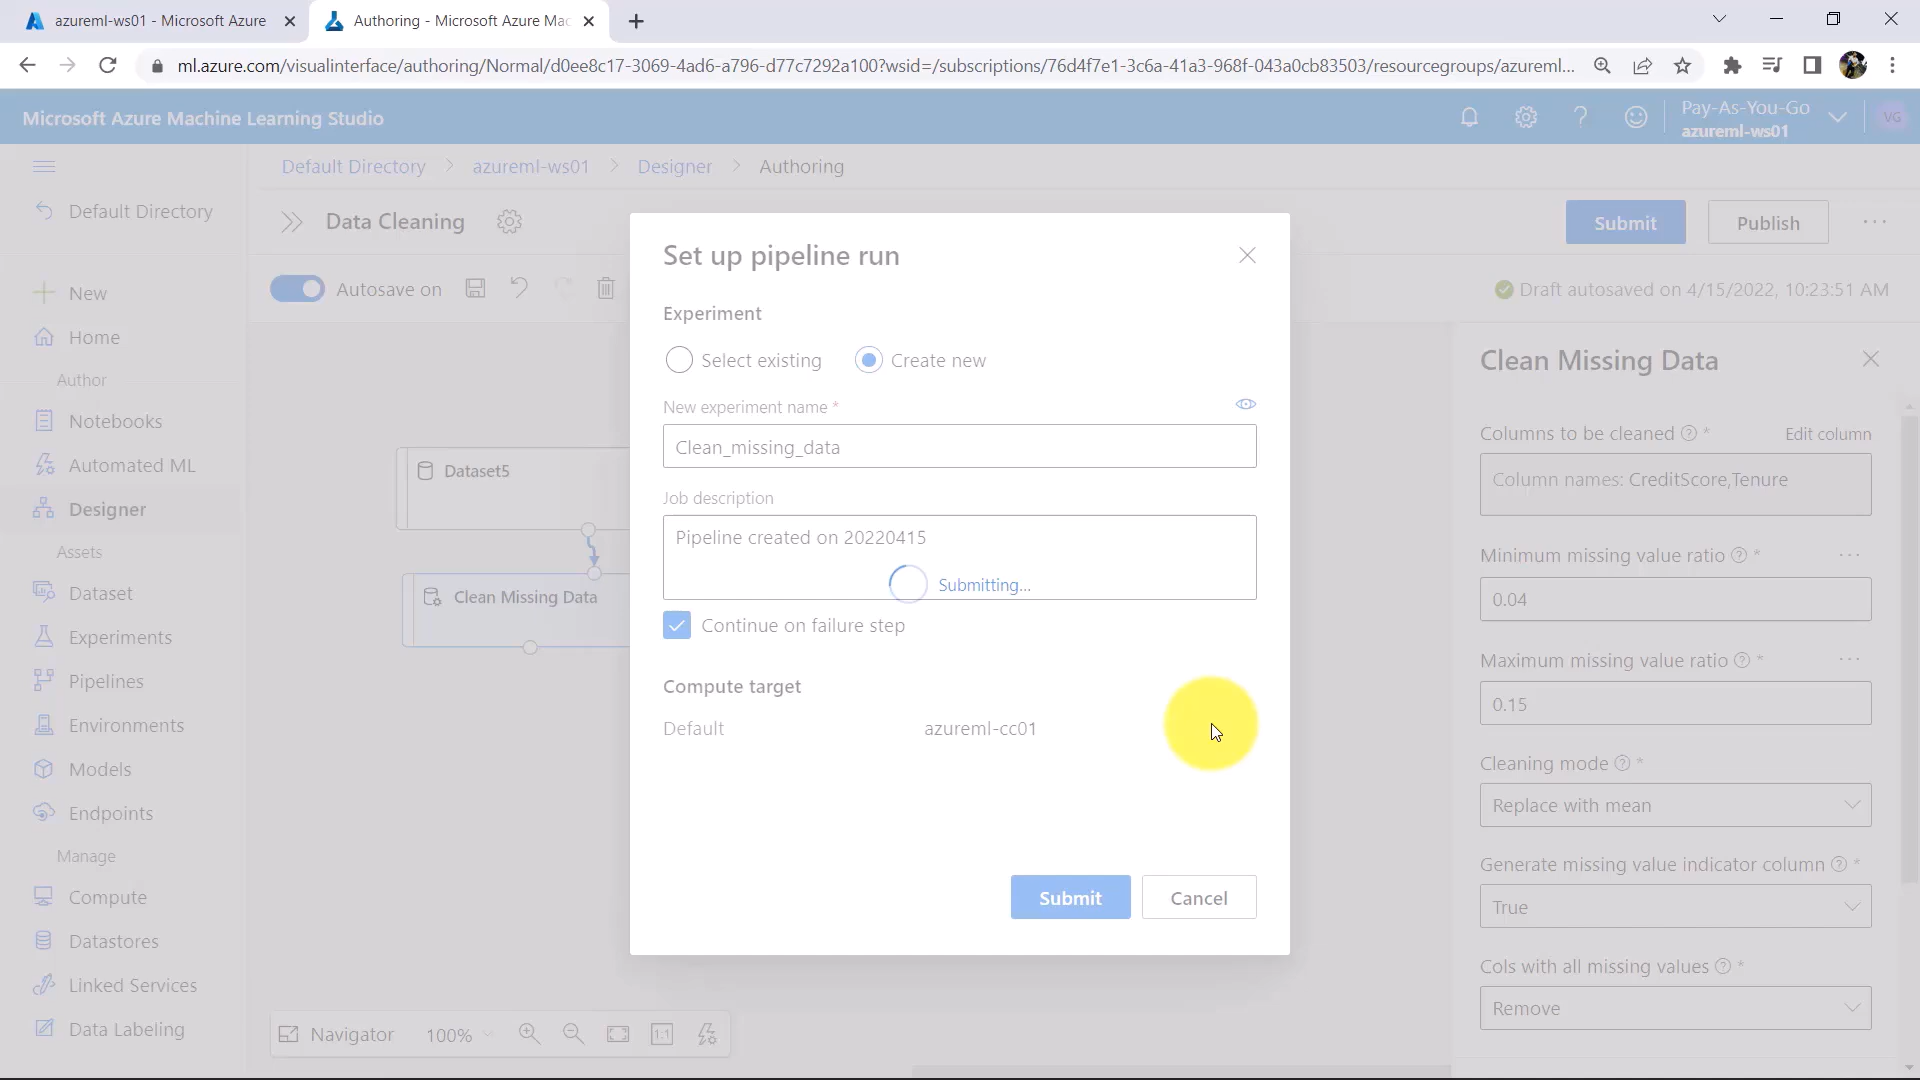 azureml-ws01 - Microsoft Azure
Authoring - Microsoft Azure Mac
ml.azure.com/visualinterface/authoring/Normal/d0ee8c17-3069-4ad6-a796-d77c7292a100?wsid=/subscriptions/76d4f7e1-3c6a-41a3-968f-043a0cb83503/resourcegroups/azureml...
Microsoft Azure Machine Learning Studio
Pay-As-You-Go
azureml-ws01
VG
Default Directory > azureml-ws01 > Designer > Authoring
Default Directory
New
Home
Author
Notebooks
Automated ML
Designer
Assets
Dataset
Experiments
Pipelines
Environments
Models
Endpoints
Manage
Compute
Datastores
Linked Services
Data Labeling
Data Cleaning
Submit
Publish
...
Autosave on
Draft autosaved on 4/15/2022, 10:23:51 AM
Dataset5
Clean Missing Data
Navigator
100%
1:1
Set up pipeline run
Experiment
Select existing
Create new
New experiment name *
Clean_missing_data
Job description
Pipeline created on 20220415
Submitting...
Continue on failure step
Compute target
Default
azureml-cc01
Submit
Cancel
Clean Missing Data
Columns to be cleaned ? *
Edit column
Column names: CreditScore,Tenure
Minimum missing value ratio ? *
...
0.04
Maximum missing value ratio ? *
...
0.15
Cleaning mode ? *
Replace with mean
Generate missing value indicator column ? *
True
Cols with all missing values ? *
Remove